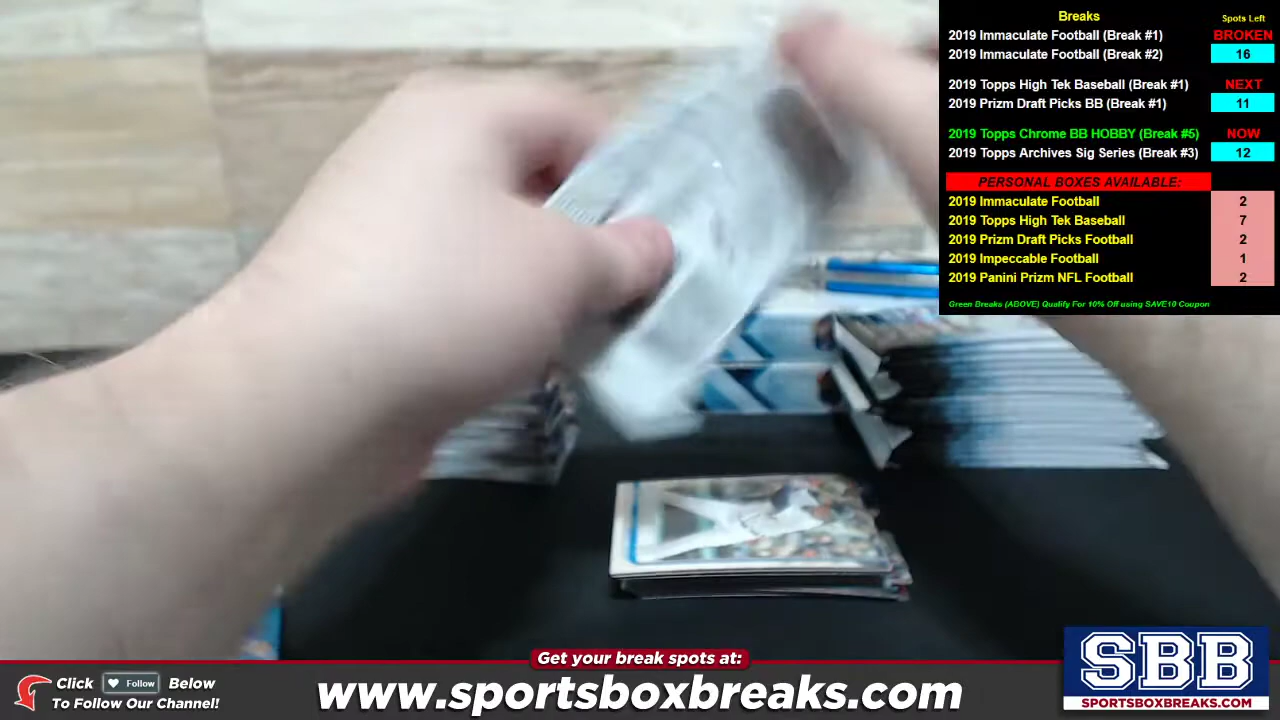 Breaks Spots Left
2019 Immaculate Football (Break #1) BROKEN
2019 Immaculate Football (Break #2) 16
2019 Topps High Tek Baseball (Break #1) NEXT
2019 Prizm Draft Picks BB (Break #1) 11
2019 Topps Chrome BB HOBBY (Break #5) NOW
2019 Topps Archives Sig Series (Break #3) 12
PERSONAL BOXES AVAILABLE:
2019 Immaculate Football 2
2019 Topps High Tek Baseball 7
2019 Prizm Draft Picks Football 2
2019 Impeccable Football 1
2019 Panini Prizm NFL Football 2
Green Breaks (ABOVE) Qualify For 10% Off using SAVE10 Coupon
Get your break spots at:
Click Follow Below
To Follow Our Channel!
www.sportsboxbreaks.com
SBB
SPORTSBOXBREAKS.COM